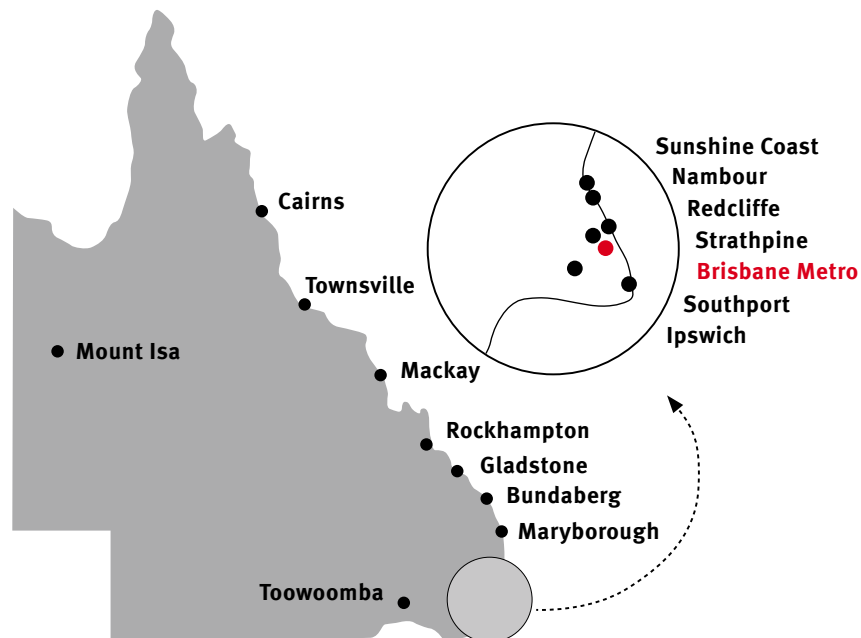 Sunshine Coast
Nambour
Redcliffe
Strathpine
Brisbane Metro
Southport
Ipswich
Cairns
Townsville
Mount Isa
Mackay
Rockhampton
Gladstone
Bundaberg
Maryborough
Toowoomba